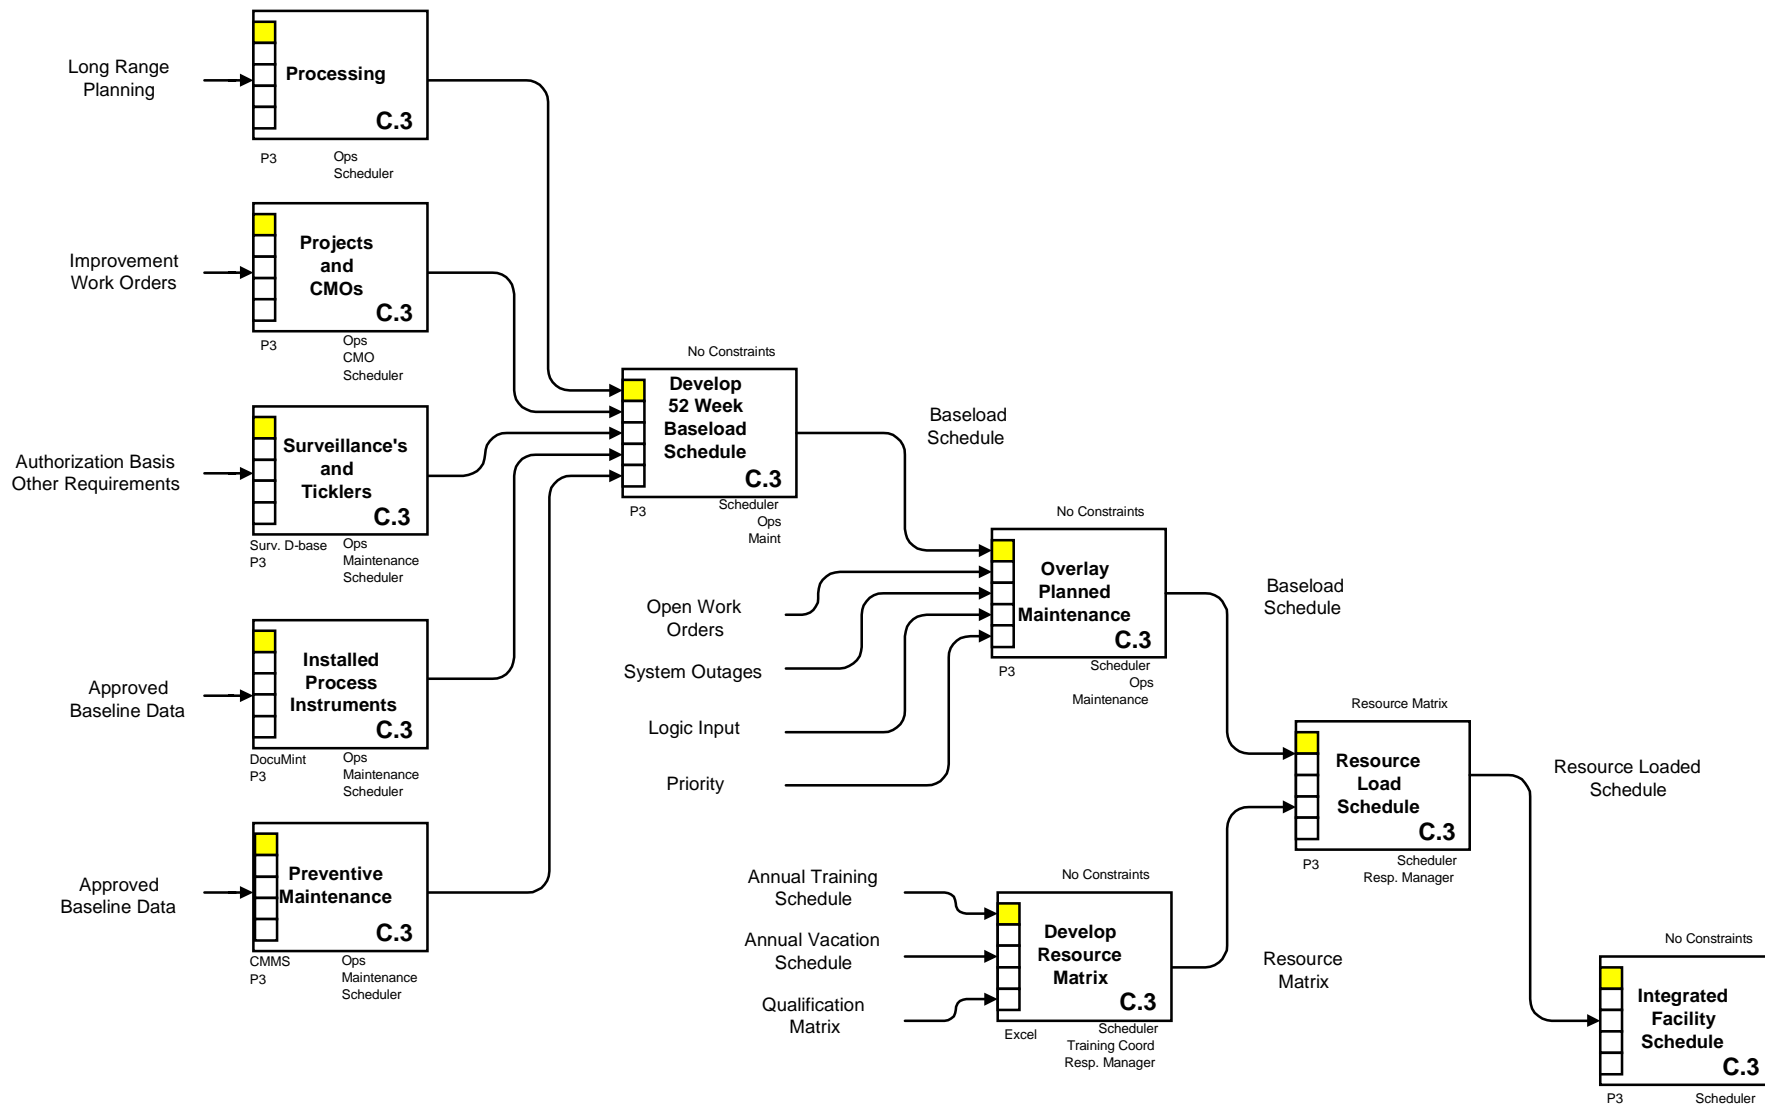 Long Range
Planning
Processing
C.3
P3
Ops
Scheduler
Improvement
Work Orders
Projects
and
CMOs
C.3
P3
Ops
CMO
Scheduler
Authorization Basis
Other Requirements
Surveillance's
and
Ticklers
C.3
Surv. D-base
P3
Ops
Maintenance
Scheduler
Approved
Baseline Data
Installed
Process
Instruments
C.3
DocuMint
P3
Ops
Maintenance
Scheduler
Approved
Baseline Data
Preventive
Maintenance
C.3
CMMS
P3
Ops
Maintenance
Scheduler
No Constraints
Develop
52 Week
Baseload
Schedule
C.3
P3
Scheduler
Ops
Maint
Baseload
Schedule
Open Work
Orders
System Outages
Logic Input
Priority
No Constraints
Overlay
Planned
Maintenance
C.3
P3
Scheduler
Ops
Maintenance
Baseload
Schedule
Annual Training
Schedule
Annual Vacation
Schedule
Qualification
Matrix
No Constraints
Develop
Resource
Matrix
C.3
Excel
Scheduler
Training Coord
Resp. Manager
Resource
Matrix
Resource Matrix
Resource
Load
Schedule
C.3
P3
Scheduler
Resp. Manager
Resource Loaded
Schedule
No Constraints
Integrated
Facility
Schedule
C.3
P3
Scheduler